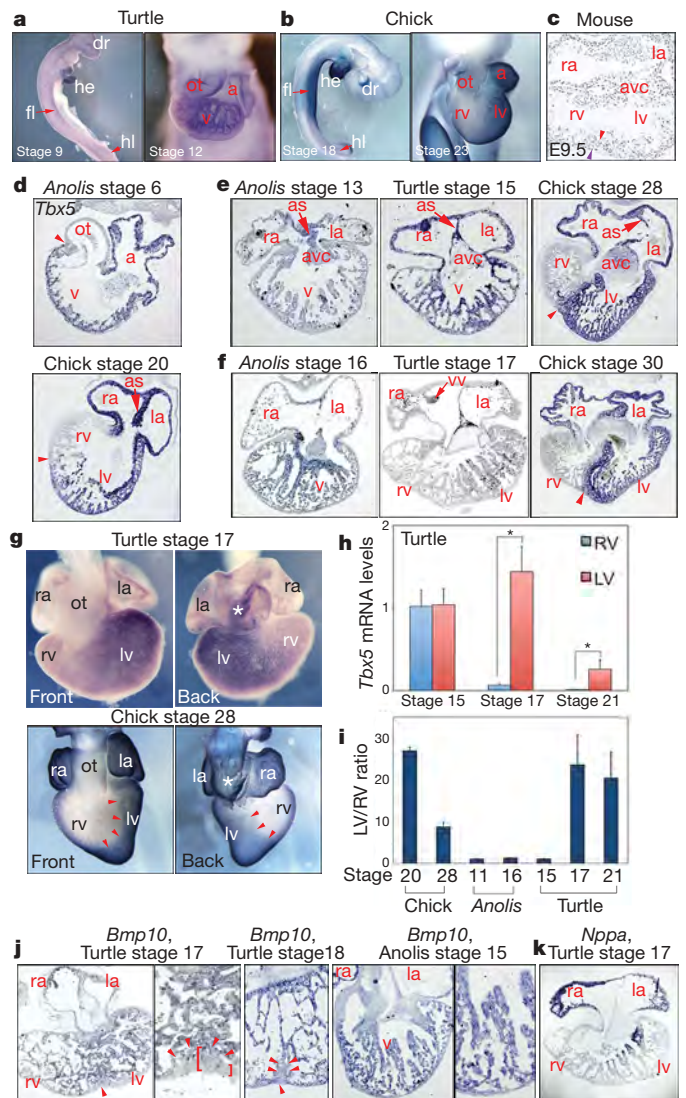 a Turtle
dr
he
fl
hl
Stage 9
ot
a
v
Stage 12
b Chick
he
dr
fl
hl
Stage 18
ot
a
rv
lv
Stage 23
c Mouse
la
ra
avc
rv
lv
E9.5
d Anolis stage 6
Tbx5
ot
a
v
Chick stage 20
as
ra
la
rv
lv
e Anolis stage 13
as
ra
la
avc
v
Turtle stage 15
as
ra
la
avc
v
Chick stage 28
ra
as
la
rv
avc
lv
f Anolis stage 16
ra
la
v
Turtle stage 17
vv
ra
la
rv
lv
Chick stage 30
ra
la
rv
lv
g Turtle stage 17
ra
la
ot
rv
lv
Front
ra
la
*
rv
lv
Back
Chick stage 28
ra
ot
la
rv
lv
Front
la
*
ra
lv
rv
Back
h
Turtle
RV
LV
Tbx5 mRNA levels
2
1
0
*
*
Stage 15
Stage 17
Stage 21
i
LV/RV ratio
30
20
10
0
Stage 20 28 11 16 15 17 21
Chick Anolis Turtle
j Bmp10,
Turtle stage 17
ra
la
rv
lv
Bmp10,
Turtle stage18
Bmp10,
Anolis stage 15
ra
la
v
k Nppa,
Turtle stage 17
ra
la
rv
lv